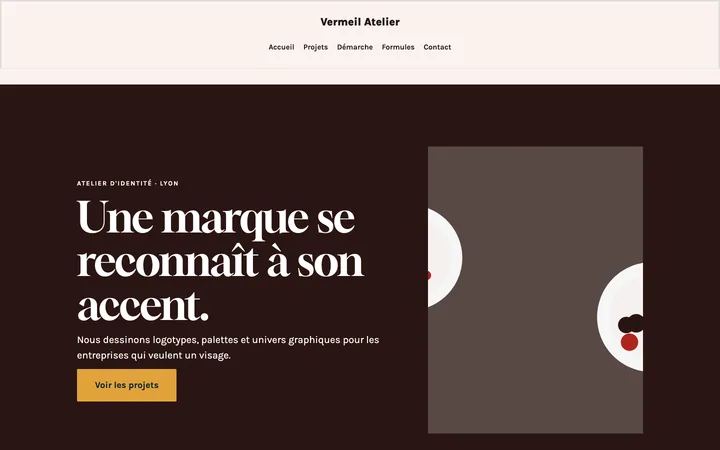 Vermeil Atelier
Accueil Projets Démarche Formules Contact
ATELIER D'IDENTITÉ · LYON
Une marque se
reconnaît à son
accent.
Nous dessinons logotypes, palettes et univers graphiques pour les
entreprises qui veulent un visage.
Voir les projets